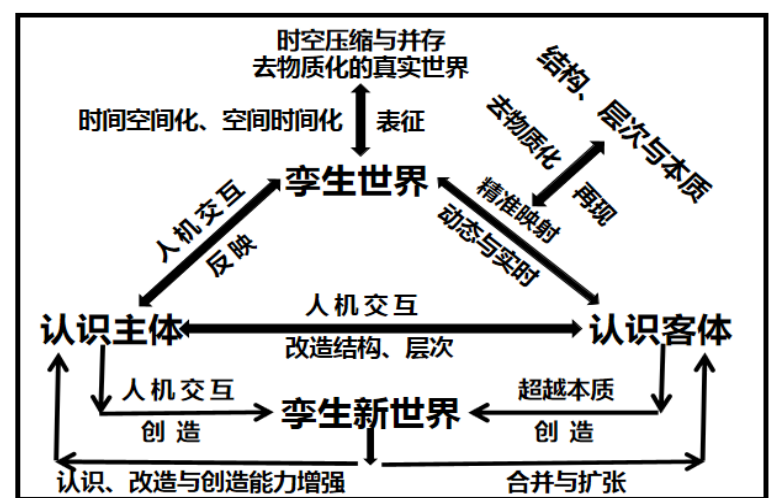 时空压缩与并存
去物质化的真实世界
时间空间化、空间时间化
表征
结构、层次与本质
去物质化
再现
孪生世界
人机交互
反映
精准映射
动态与实时
认识主体
人机交互
改造结构、层次
认识客体
人机交互
创造
孪生新世界
超越本质
创造
认识、改造与创造能力增强
合并与扩张